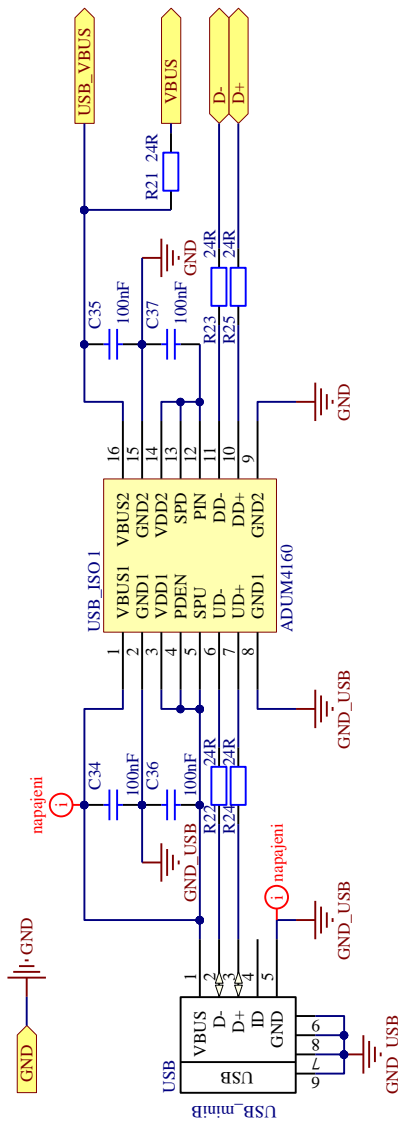 GND
GND
napajeni
USB_VBUS
VBUS
D-
D+
R21 24R
C34
100nF
C36
100nF
GND_USB
C35
100nF
C37
100nF
GND
R22 24R
R24 24R
R23 24R
R25 24R
USB_ISO1
1 VBUS1
2 GND1
3 VDD1
4 PDEN
5 SPU
6 UD-
7 UD+
8 GND1
VBUS2 16
GND2 15
VDD2 14
SPD 13
PIN 12
DD- 11
DD+ 10
GND2 9
ADUM4160
GND_USB
GND
USB
USB
USB_miniB
VBUS 1
D- 2
D+ 3
ID 4
GND 5
6
7
8
9
GND_USB
napajeni
GND_USB